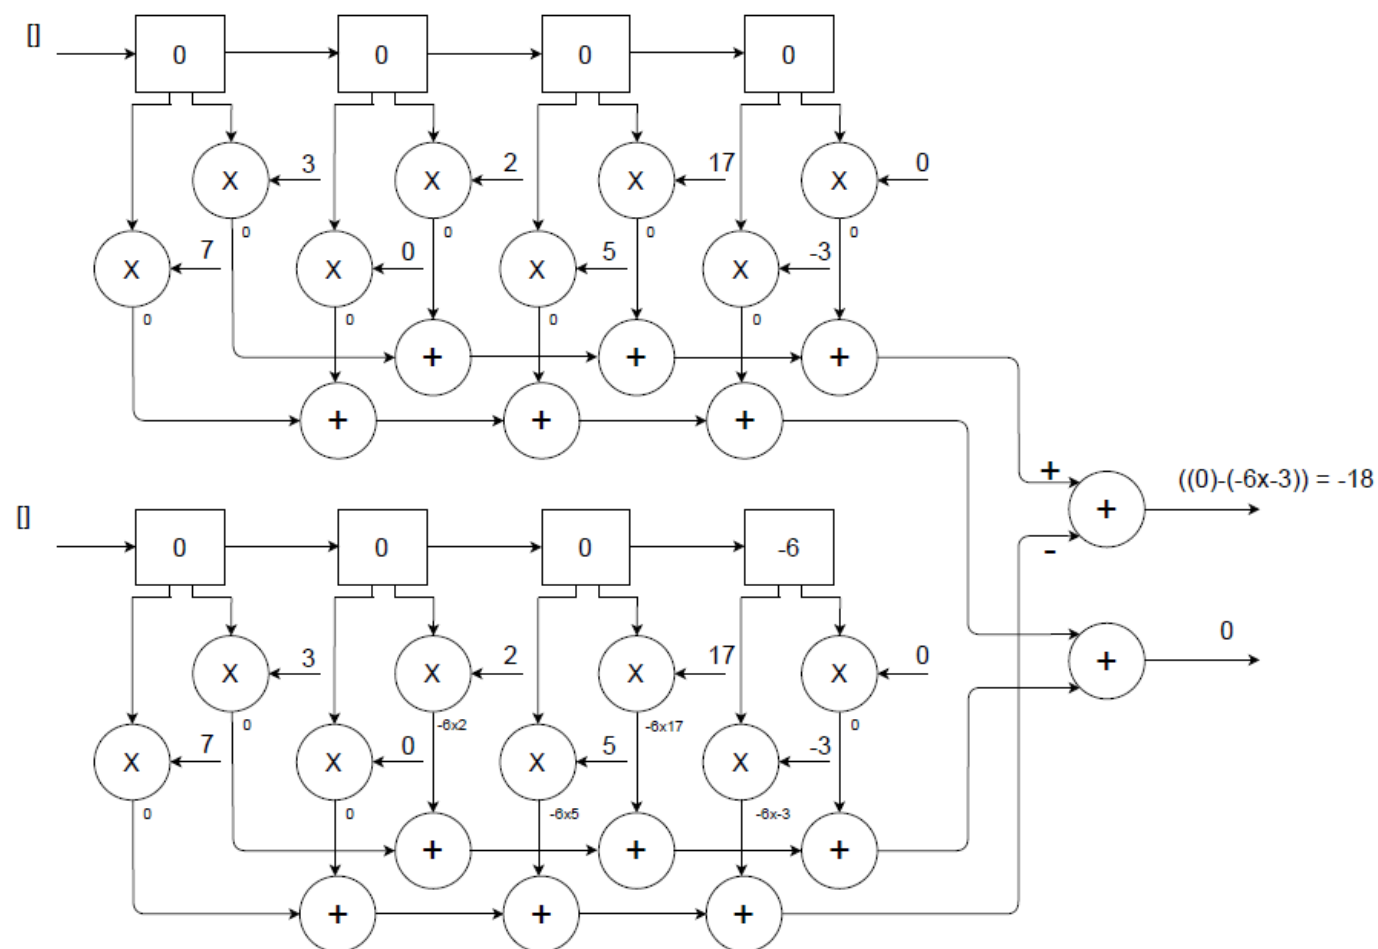 []
0 0 0 0
3 2 17 0
X X X X
0 0 0 0
7 0 5 -3
X X X X
0 0 0 0
+ + +
+ + +
+
((0)-(-6x-3)) = -18
+
-
[]
0 0 0 -6
0
+
3 2 17 0
X X X X
0 -6x2 -6x17 0
7 0 5 -3
X X X X
0 0 -6x5 -6x-3
+ + +
+ + +